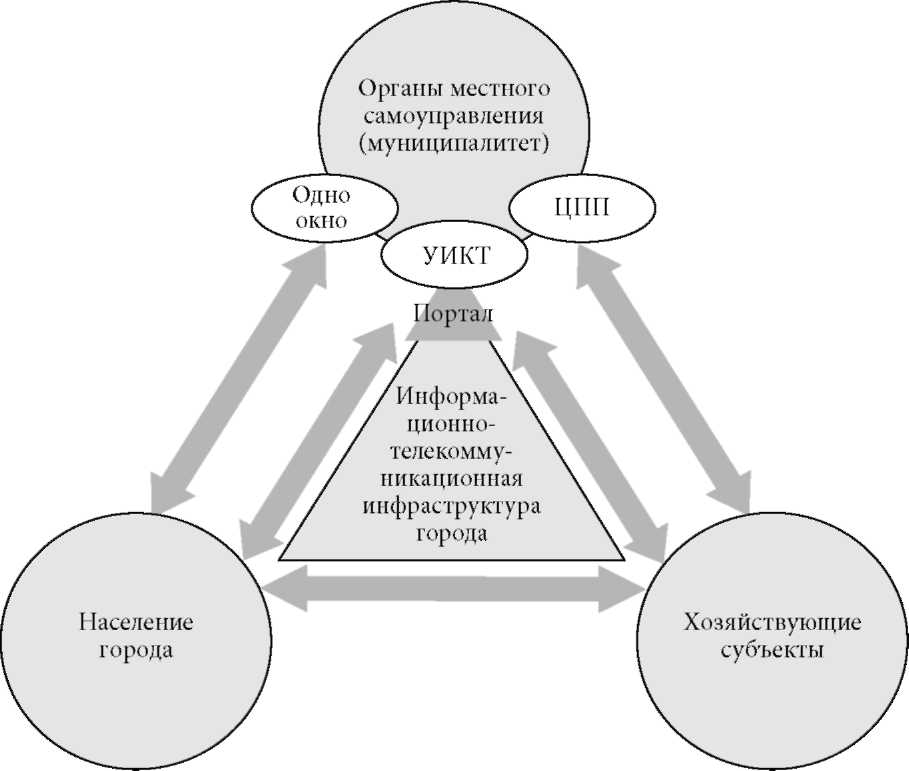 Органы местного
самоуправления
(муниципалитет)
Одно
окно
ЦПП
УИКТ
Портал
Информа-
ционно-
телекомму-
никационная
инфраструктура
города
Население
города
Хозяйствующие
субъекты